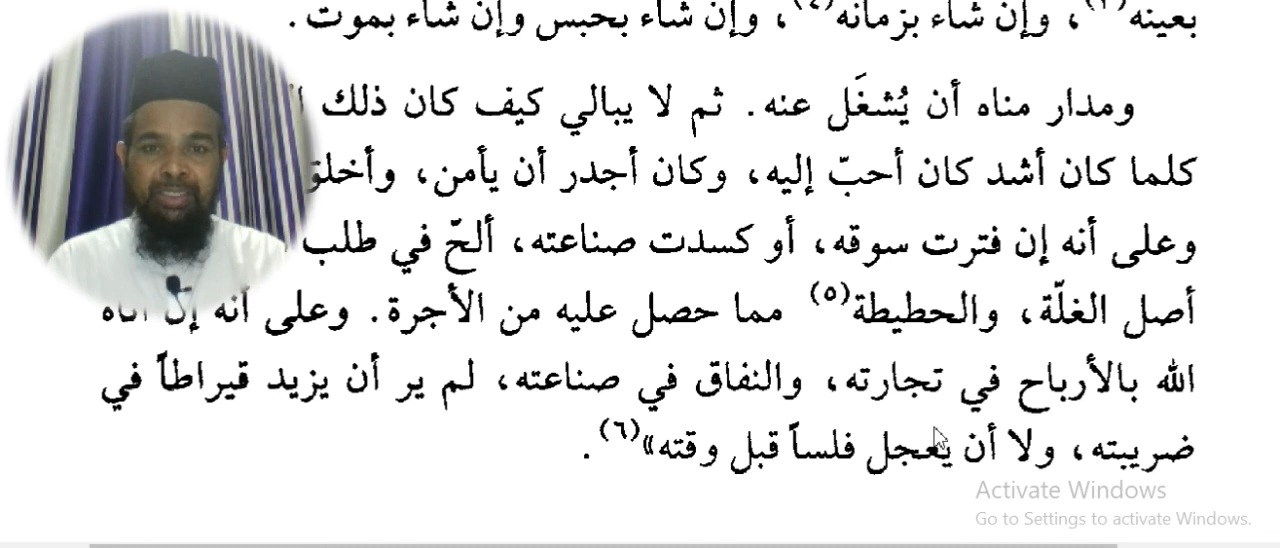 بعينه(٣)، وإن شاء بزمانه(٤)، وإن شاء بحبس وإن شاء بموت.
ومدار مناه أن يُشغَل عنه. ثم لا يبالي كيف كان ذلك
كلما كان أشد كان أحبّ إليه، وكان أجدر أن يأمن،
وعلى أنه إن فترت سوقه، أو كسدت صناعته، ألحّ في طلب
أصل الغلّة، والحطيطة(٥) مما حصل عليه من الأجرة. وعلى أنه إن
الله بالأرباح في تجارته، والنفاق في صناعته، لم ير أن يزيد قيراطاً في
ضريبته، ولا أن يعجل فلساً قبل وقته»(٦).
Activate Windows
Go to Settings to activate Windows.